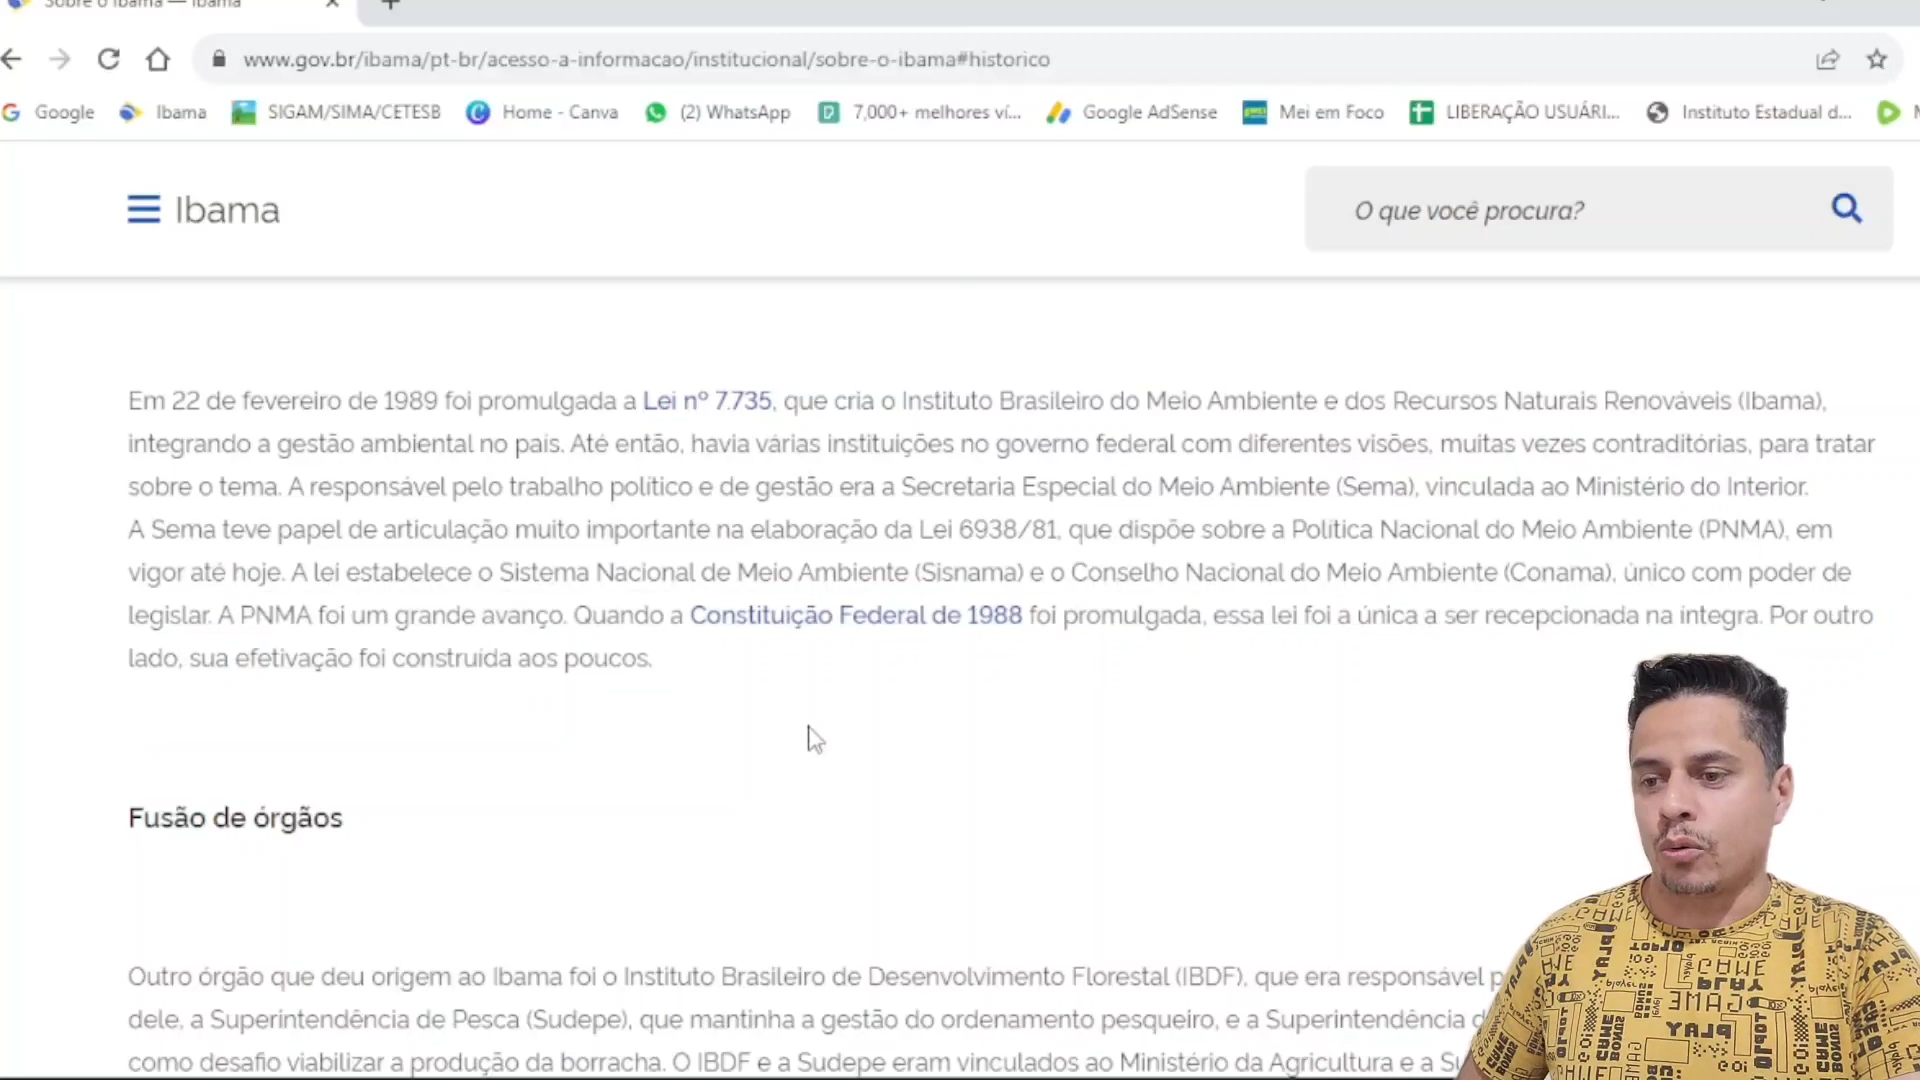 Sobre o Ibama — Ibama
www.gov.br/ibama/pt-br/acesso-a-informacao/institucional/sobre-o-ibama#historico
Google Ibama SIGAM/SIMA/CETESB Home - Canva (2) WhatsApp 7,000+ melhores ví... Google AdSense Mei em Foco LIBERAÇÃO USUÁRI... Instituto Estadual d...
Ibama
O que você procura?
Em 22 de fevereiro de 1989 foi promulgada a Lei nº 7.735, que cria o Instituto Brasileiro do Meio Ambiente e dos Recursos Naturais Renováveis (Ibama),
integrando a gestão ambiental no país. Até então, havia várias instituições no governo federal com diferentes visões, muitas vezes contraditórias, para tratar
sobre o tema. A responsável pelo trabalho político e de gestão era a Secretaria Especial do Meio Ambiente (Sema), vinculada ao Ministério do Interior.
A Sema teve papel de articulação muito importante na elaboração da Lei 6938/81, que dispõe sobre a Política Nacional do Meio Ambiente (PNMA), em
vigor até hoje. A lei estabelece o Sistema Nacional de Meio Ambiente (Sisnama) e o Conselho Nacional do Meio Ambiente (Conama), único com poder de
legislar. A PNMA foi um grande avanço. Quando a Constituição Federal de 1988 foi promulgada, essa lei foi a única a ser recepcionada na íntegra. Por outro
lado, sua efetivação foi construída aos poucos.
Fusão de órgãos
Outro órgão que deu origem ao Ibama foi o Instituto Brasileiro de Desenvolvimento Florestal (IBDF), que era responsável
dele, a Superintendência de Pesca (Sudepe), que mantinha a gestão do ordenamento pesqueiro, e a Superintendência
como desafio viabilizar a produção da borracha. O IBDF e a Sudepe eram vinculados ao Ministério da Agricultura e a